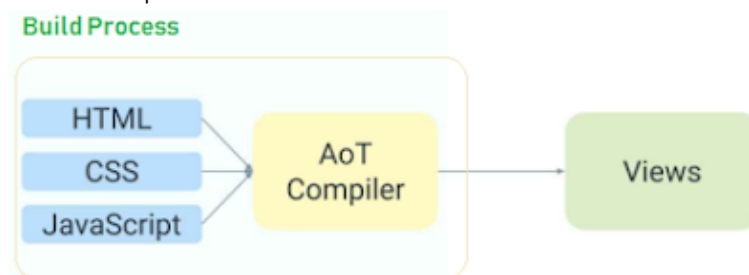 Build Process
HTML
CSS
JavaScript
AoT
Compiler
Views